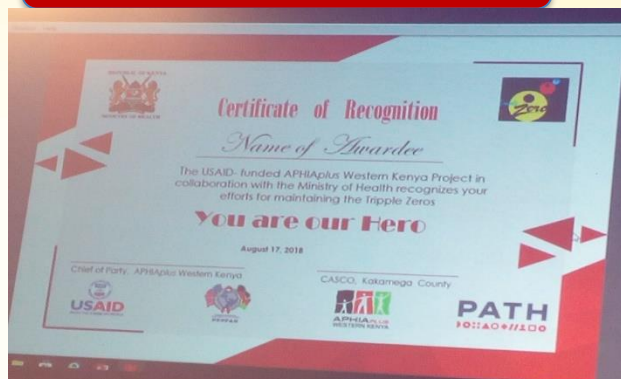 REPUBLIC OF KENYA
MINISTRY OF HEALTH
Zero
Certificate of Recognition
Name of Awardee
The USAID- funded APHIAplus Western Kenya Project in
collaboration with the Ministry of Health recognizes your
efforts for maintaining the Tripple Zeros
You are our Hero
August 17, 2018
Chief of Party, APHIAplus Western Kenya
CASCO, Kakamega County
USAID
PEPFAR
APHIAPLUS
WESTERN KENYA
PATH